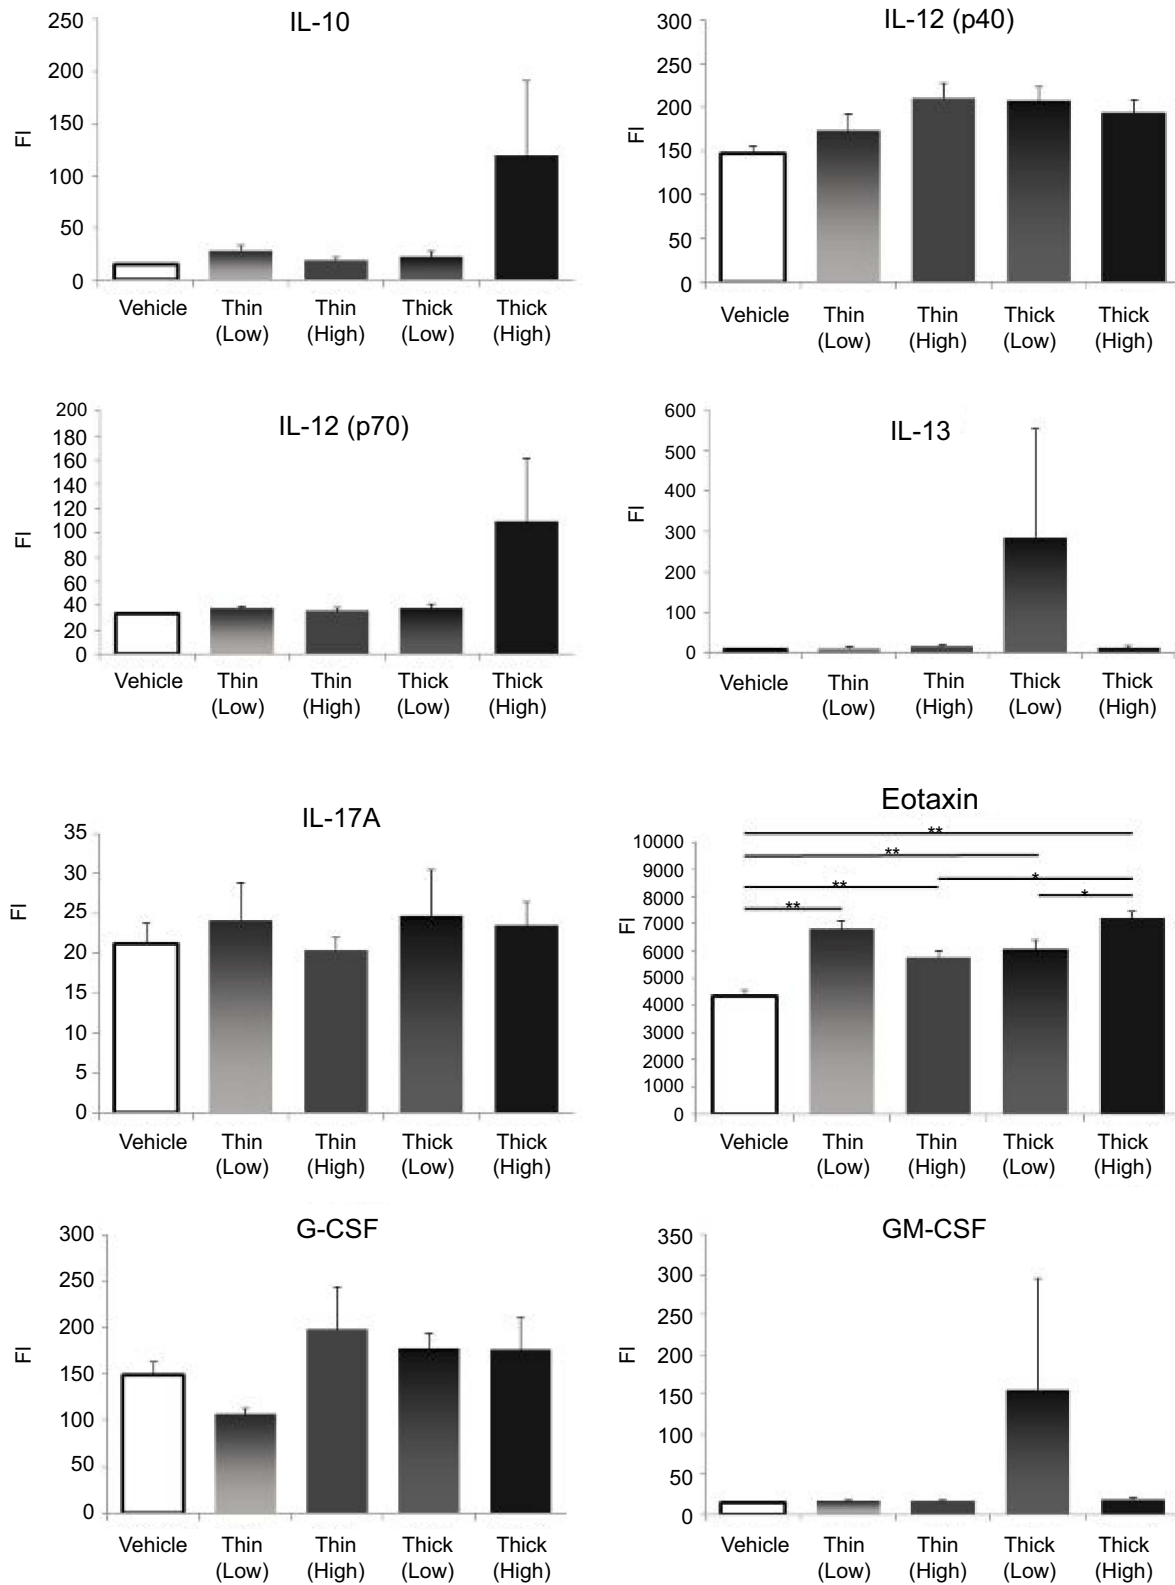 IL-10
FI
250
200
150
100
50
0
Vehicle
Thin
(Low)
Thin
(High)
Thick
(Low)
Thick
(High)
IL-12 (p40)
FI
300
250
200
150
100
50
0
Vehicle
Thin
(Low)
Thin
(High)
Thick
(Low)
Thick
(High)
IL-12 (p70)
FI
200
180
160
140
120
100
80
60
40
20
0
Vehicle
Thin
(Low)
Thin
(High)
Thick
(Low)
Thick
(High)
IL-13
FI
600
500
400
300
200
100
0
Vehicle
Thin
(Low)
Thin
(High)
Thick
(Low)
Thick
(High)
IL-17A
FI
35
30
25
20
15
10
5
0
Vehicle
Thin
(Low)
Thin
(High)
Thick
(Low)
Thick
(High)
Eotaxin
FI
10000
9000
8000
7000
6000
5000
4000
3000
2000
1000
0
**
**
*
**
*
**
Vehicle
Thin
(Low)
Thin
(High)
Thick
(Low)
Thick
(High)
G-CSF
FI
300
250
200
150
100
50
0
Vehicle
Thin
(Low)
Thin
(High)
Thick
(Low)
Thick
(High)
GM-CSF
FI
350
300
250
200
150
100
50
0
Vehicle
Thin
(Low)
Thin
(High)
Thick
(Low)
Thick
(High)